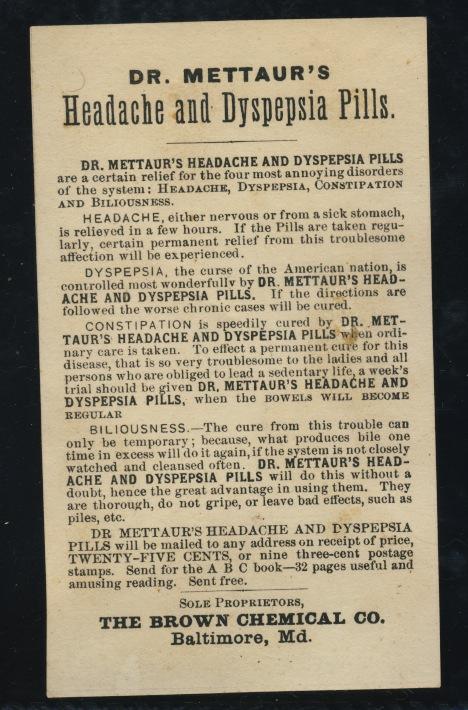 DR. METTAUR'S
Headache and Dyspepsia Pills.
DR. METTAUR'S HEADACHE AND DYSPEPSIA PILLS
are a certain relief for the four most annoying disorders
of the system: HEADACHE, DYSPEPSIA, CONSTIPATION
AND BILIOUSNESS.
HEADACHE, either nervous or from a sick stomach,
is relieved in a few hours. If the Pills are taken regu-
larly, certain permanent relief from this troublesome
affection will be experienced.
DYSPEPSIA, the curse of the American nation, is
controlled most wonderfully by DR. METTAUR'S HEAD-
ACHE AND DYSPEPSIA PILLS. If the directions are
followed the worse chronic cases will be cured.
CONSTIPATION is speedily cured by DR. MET-
TAUR'S HEADACHE AND DYSPEPSIA PILLS when ordi-
nary care is taken. To effect a permanent cure for this
disease, that is so very troublesome to the ladies and all
persons who are obliged to lead a sedentary life, a week's
trial should be given DR. METTAUR'S HEADACHE AND
DYSPEPSIA PILLS, when the BOWELS WILL BECOME
REGULAR
BILIOUSNESS.—The cure from this trouble can
only be temporary; because, what produces bile one
time in excess will do it again, if the system is not closely
watched and cleansed often. DR. METTAUR'S HEAD-
ACHE AND DYSPEPSIA PILLS will do this without a
doubt, hence the great advantage in using them. They
are thorough, do not gripe, or leave bad effects, such as
piles, etc.
DR METTAUR'S HEADACHE AND DYSPEPSIA
PILLS will be mailed to any address on receipt of price,
TWENTY-FIVE CENTS, or nine three-cent postage
stamps. Send for the A B C book—32 pages useful and
amusing reading. Sent free.
SOLE PROPRIETORS,
THE BROWN CHEMICAL CO.
Baltimore, Md.